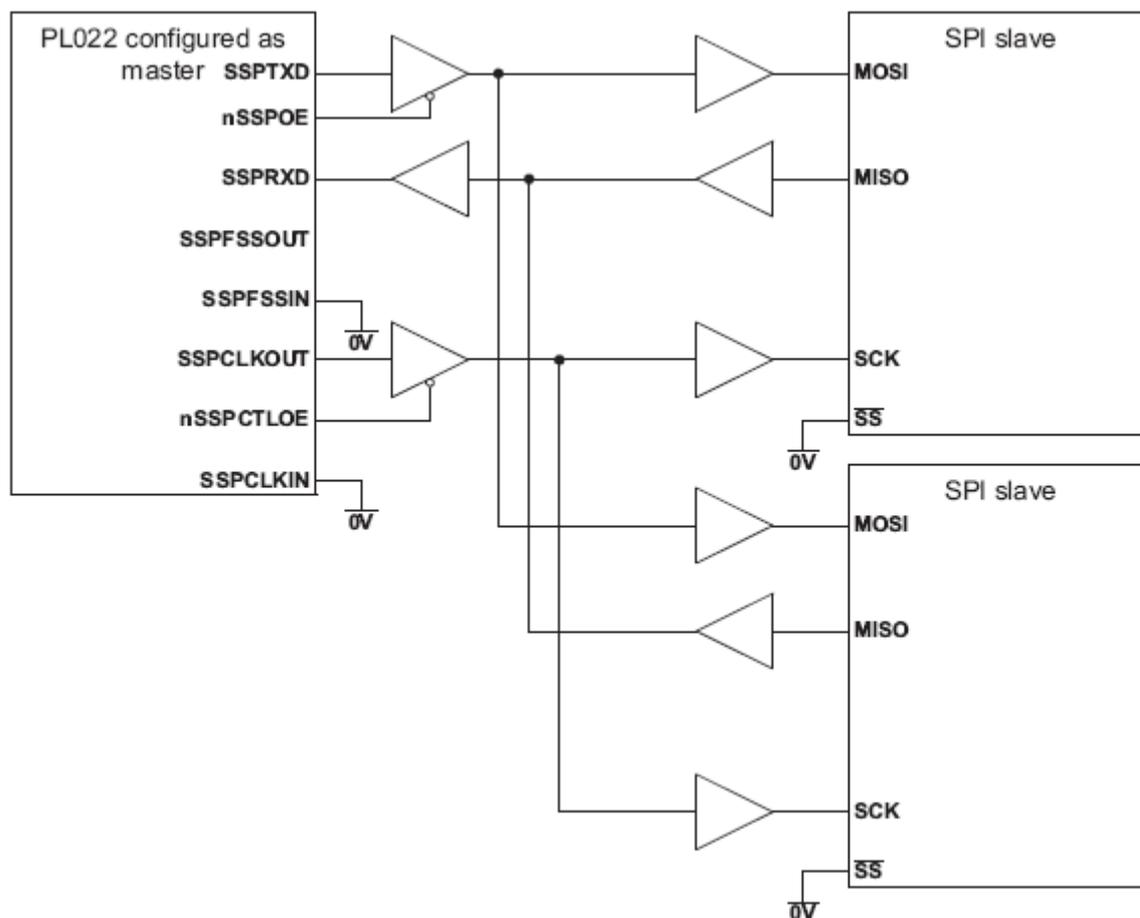 PL022 configured as
master
SSPTXD
nSSPOE
SSPRXD
SSPFSSOUT
SSPFSSIN
0V
SSPCLKOUT
nSSPCTLOE
SSPCLKIN
0V
SPI slave
MOSI
MISO
SCK
SS
0V
SPI slave
MOSI
MISO
SCK
SS
0V